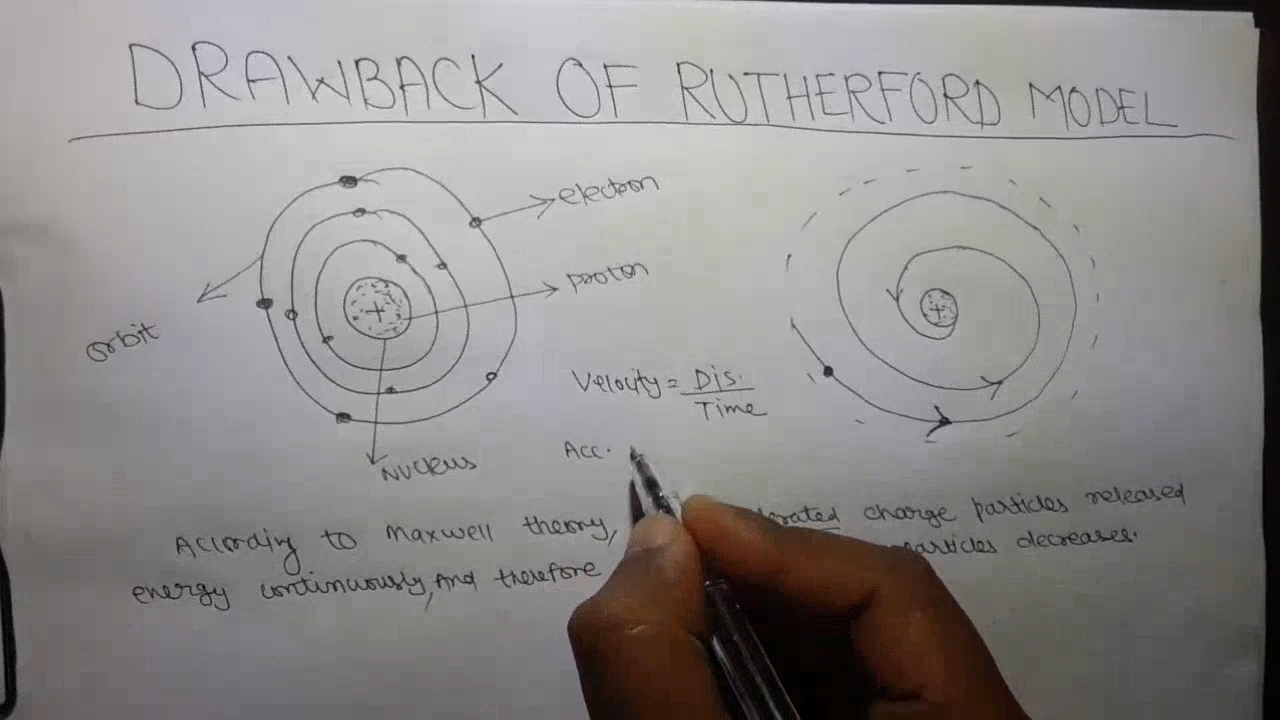 DRAWBACK OF RUTHERFORD MODEL
electron
proton
orbit
+
+
Velocity = Dis.
Time
Acc.
nucleus
According to Maxwell theory, charge particles released
energy continuously, And therefore particles decreases.